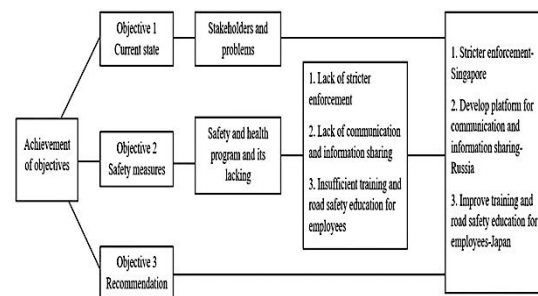 Achievement
of objectives
Objective 1
Current state
Stakeholders and
problems
Objective 2
Safety measures
Safety and health
program and its
lacking
1. Lack of stricter
enforcement
2. Lack of communication
and information sharing
3. Insufficient training and
road safety education for
employees
Objective 3
Recommendation
1. Stricter enforcement-
Singapore
2. Develop platform for
communication and
information sharing-
Russia
3. Improve training and
road safety education for
employees-Japan